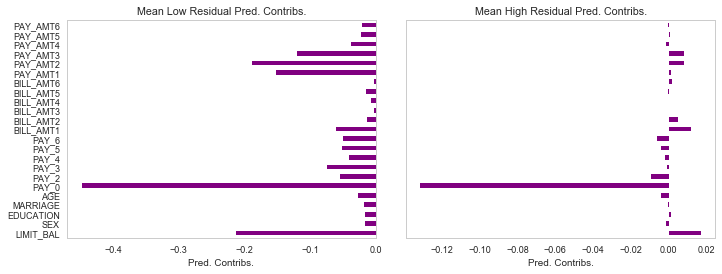 Mean Low Residual Pred. Contribs.
Mean High Residual Pred. Contribs.
PAY_AMT6
PAY_AMT5
PAY_AMT4
PAY_AMT3
PAY_AMT2
PAY_AMT1
BILL_AMT6
BILL_AMT5
BILL_AMT4
BILL_AMT3
BILL_AMT2
BILL_AMT1
PAY_6
PAY_5
PAY_4
PAY_3
PAY_2
PAY_0
AGE
MARRIAGE
EDUCATION
SEX
LIMIT_BAL
−0.4 −0.3 −0.2 −0.1 0.0
−0.12 −0.10 −0.08 −0.06 −0.04 −0.02 0.00 0.02
Pred. Contribs.
Pred. Contribs.